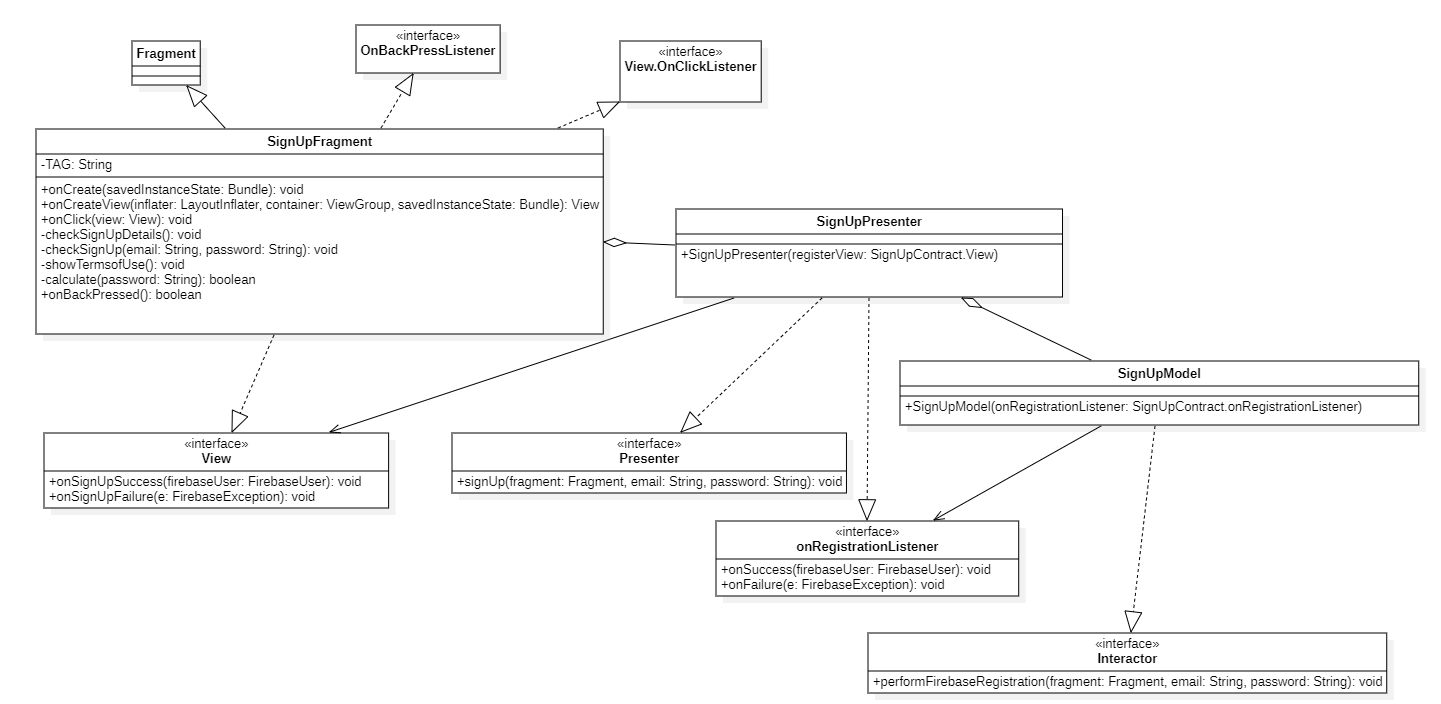 Fragment
«interface»
OnBackPressListener
«interface»
View.OnClickListener
SignUpFragment
-TAG: String
+onCreate(savedInstanceState: Bundle): void
+onCreateView(inflater: LayoutInflater, container: ViewGroup, savedInstanceState: Bundle): View
+onClick(view: View): void
-checkSignUpDetails(): void
-checkSignUp(email: String, password: String): void
-showTermsofUse(): void
-calculate(password: String): boolean
+onBackPressed(): boolean
SignUpPresenter
+SignUpPresenter(registerView: SignUpContract.View)
SignUpModel
+SignUpModel(onRegistrationListener: SignUpContract.onRegistrationListener)
«interface»
View
+onSignUpSuccess(firebaseUser: FirebaseUser): void
+onSignUpFailure(e: FirebaseException): void
«interface»
Presenter
+signUp(fragment: Fragment, email: String, password: String): void
«interface»
onRegistrationListener
+onSuccess(firebaseUser: FirebaseUser): void
+onFailure(e: FirebaseException): void
«interface»
Interactor
+performFirebaseRegistration(fragment: Fragment, email: String, password: String): void